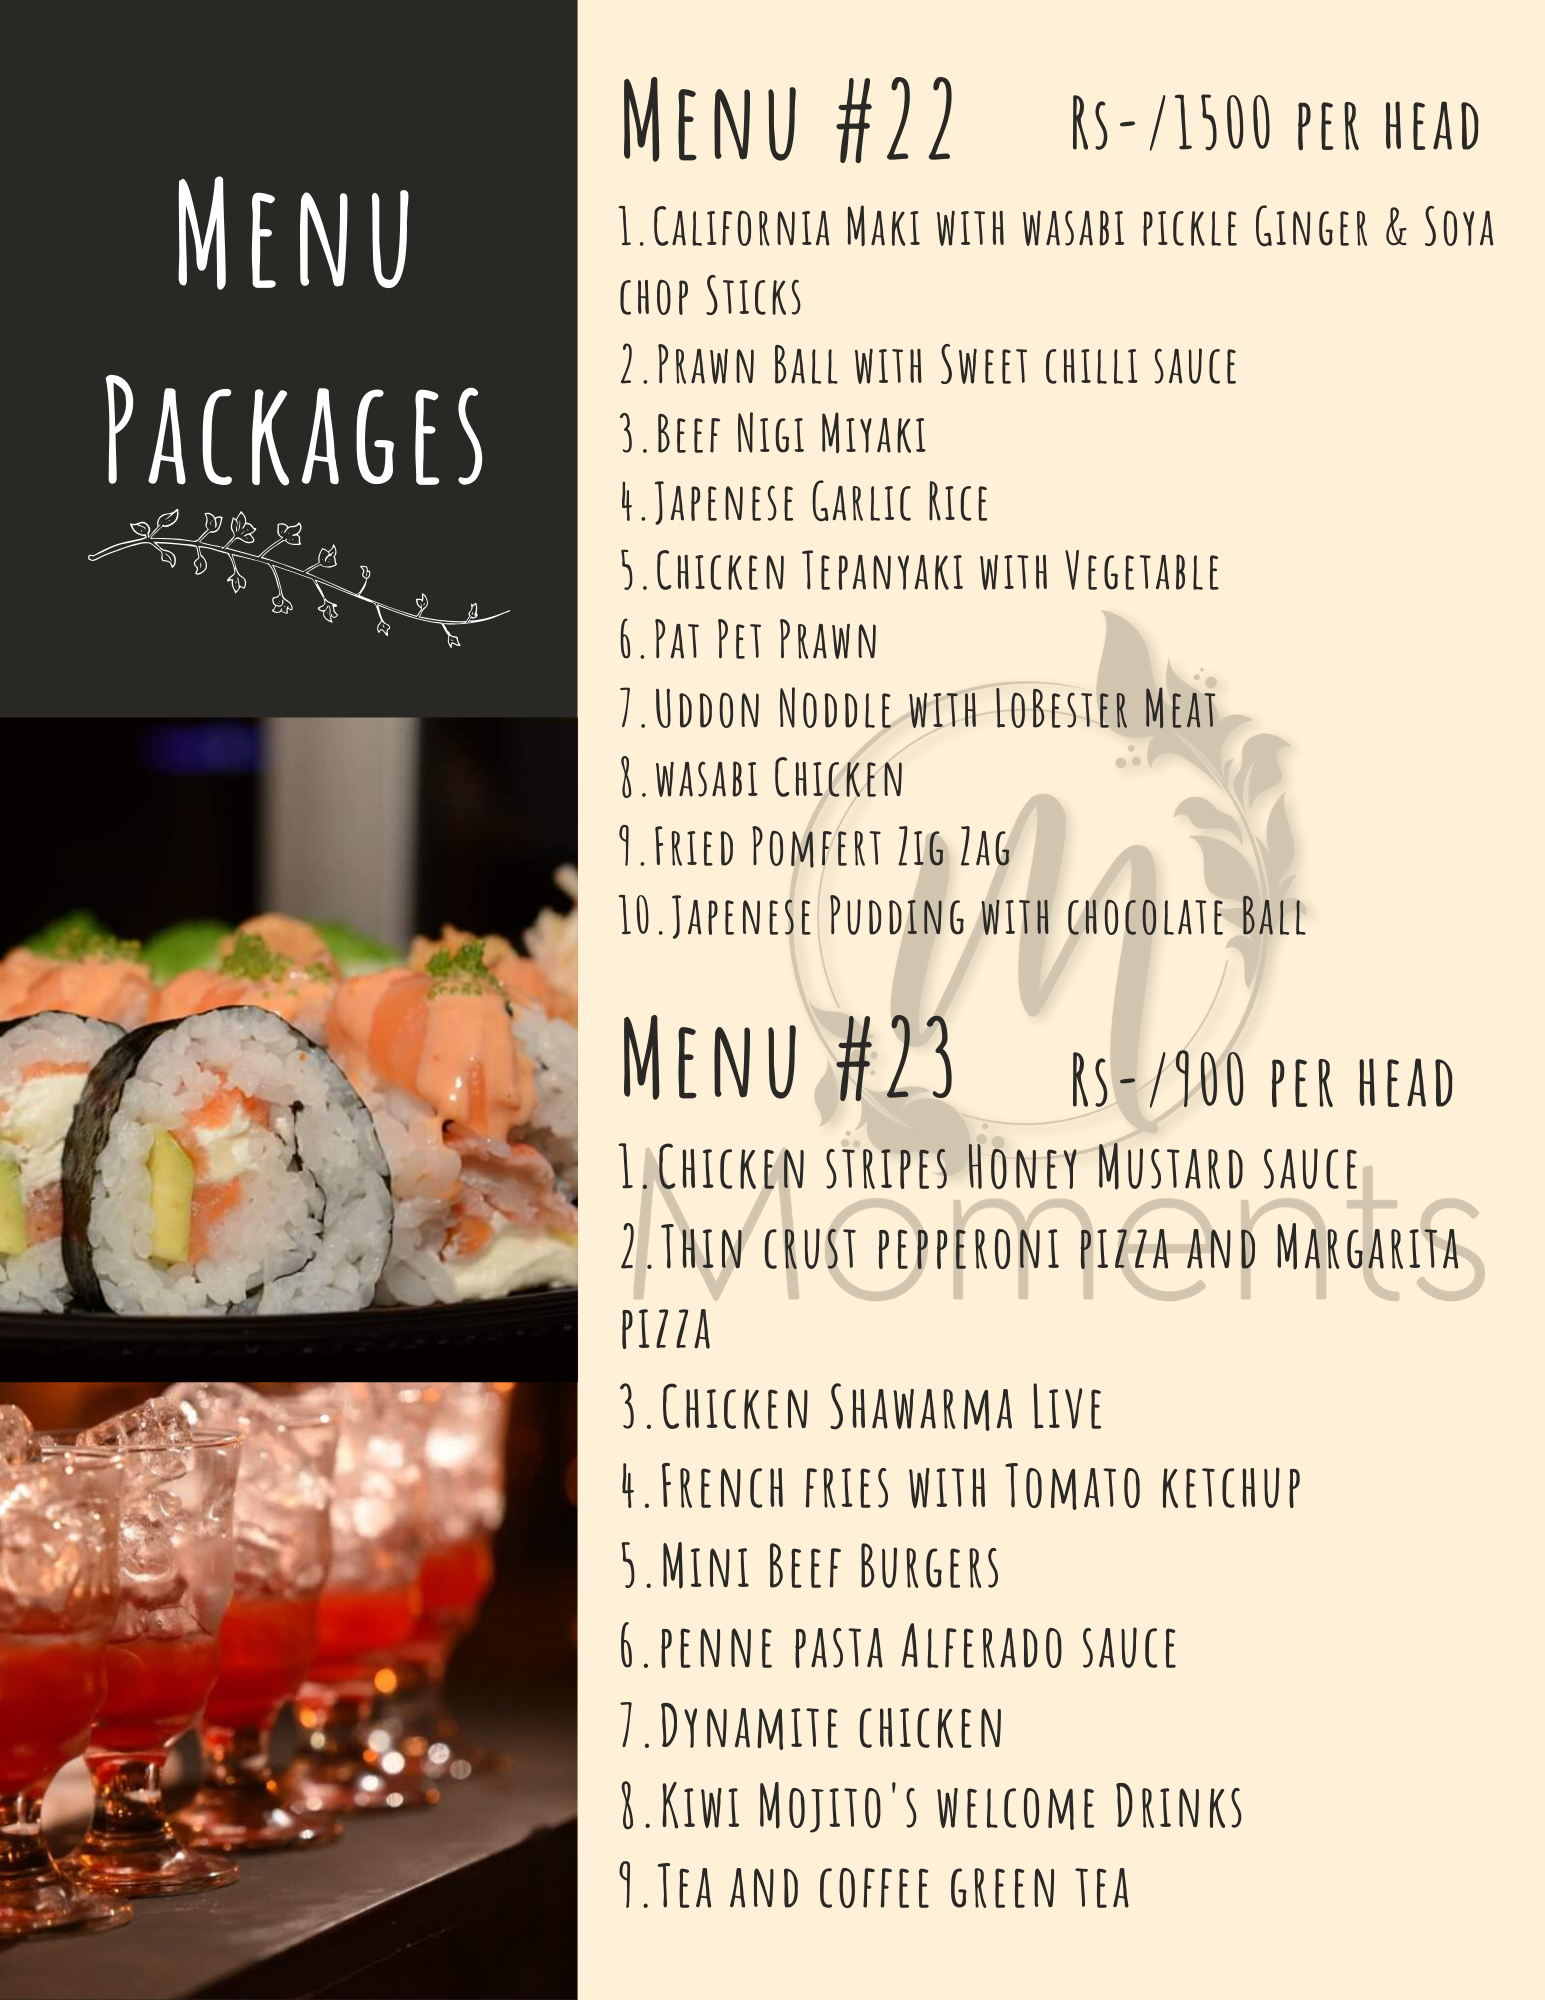 Menu
Packages
Menu #22
Rs-/1500 per head
1.California Maki with wasabi pickle Ginger & Soya
chop Sticks
2.Prawn Ball with Sweet chilli sauce
3.Beef Nigi Miyaki
4.Japenese Garlic Rice
5.Chicken Tepanyaki with Vegetable
6.Pat Pet Prawn
7.Uddon Noddle with LoBester Meat
8.wasabi Chicken
9.Fried Pomfert Zig Zag
10.Japenese Pudding with chocolate Ball
m
Moments
Menu #23
Rs-/900 per head
1.Chicken stripes Honey Mustard sauce
2.Thin crust pepperoni pizza and Margarita
pizza
3.Chicken Shawarma Live
4.French fries with Tomato ketchup
5.Mini Beef Burgers
6.penne pasta Alferado sauce
7.Dynamite chicken
8.Kiwi Mojito's welcome Drinks
9.Tea and coffee green tea